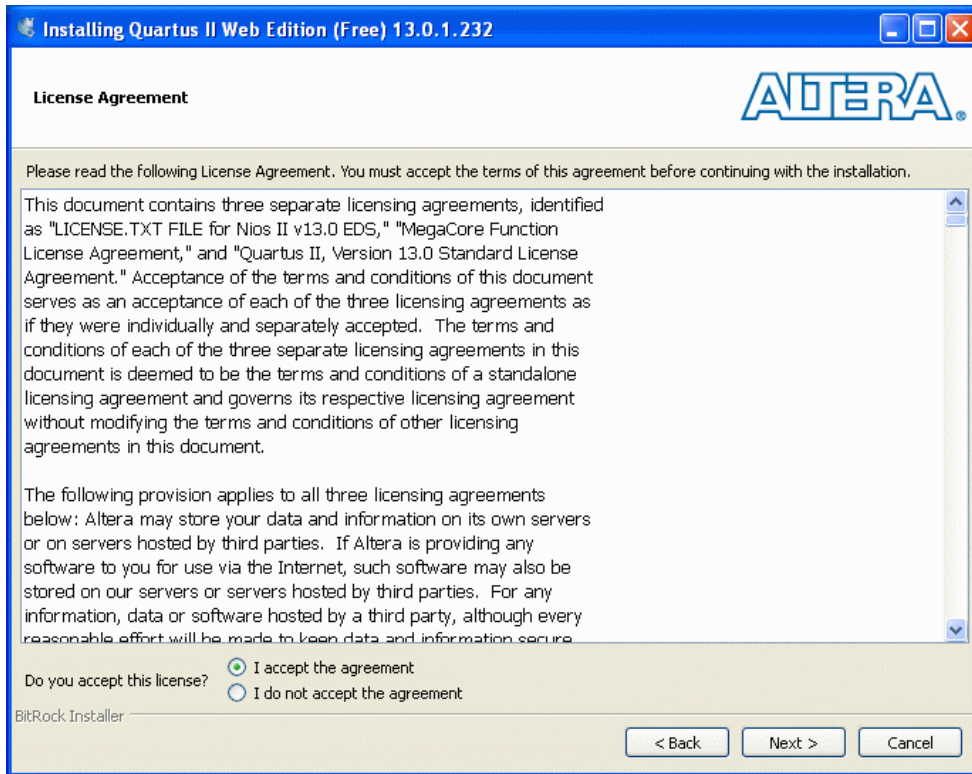 Installing Quartus II Web Edition (Free) 13.0.1.232
License Agreement
ALTERA®
Please read the following License Agreement. You must accept the terms of this agreement before continuing with the installation.
This document contains three separate licensing agreements, identified
as "LICENSE.TXT FILE for Nios II v13.0 EDS," "MegaCore Function
License Agreement," and "Quartus II, Version 13.0 Standard License
Agreement." Acceptance of the terms and conditions of this document
serves as an acceptance of each of the three licensing agreements as
if they were individually and separately accepted.  The terms and
conditions of each of the three separate licensing agreements in this
document is deemed to be the terms and conditions of a standalone
licensing agreement and governs its respective licensing agreement
without modifying the terms and conditions of other licensing
agreements in this document.
The following provision applies to all three licensing agreements
below: Altera may store your data and information on its own servers
or on servers hosted by third parties.  If Altera is providing any
software to you for use via the Internet, such software may also be
stored on our servers or servers hosted by third parties.  For any
information, data or software hosted by a third party, although every
reasonable effort will be made to keep data and information secure
Do you accept this license?
I accept the agreement
I do not accept the agreement
BitRock Installer
< Back
Next >
Cancel